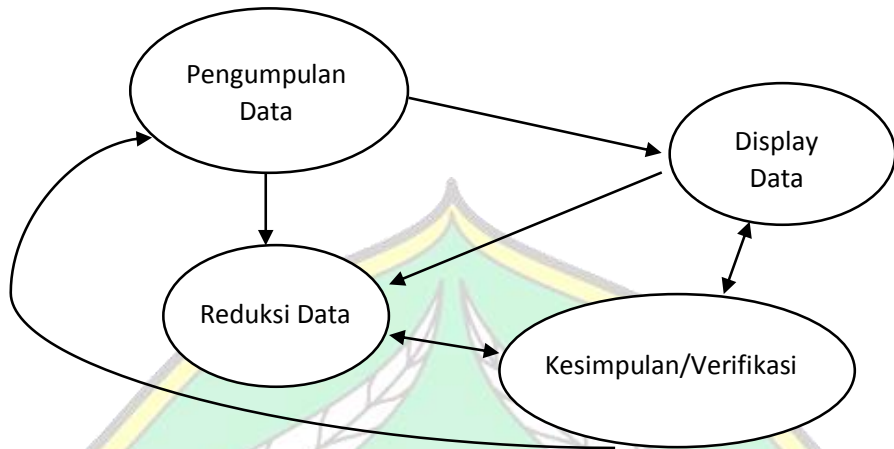 Pengumpulan
Data
Display
Data
Reduksi Data
Kesimpulan/Verifikasi